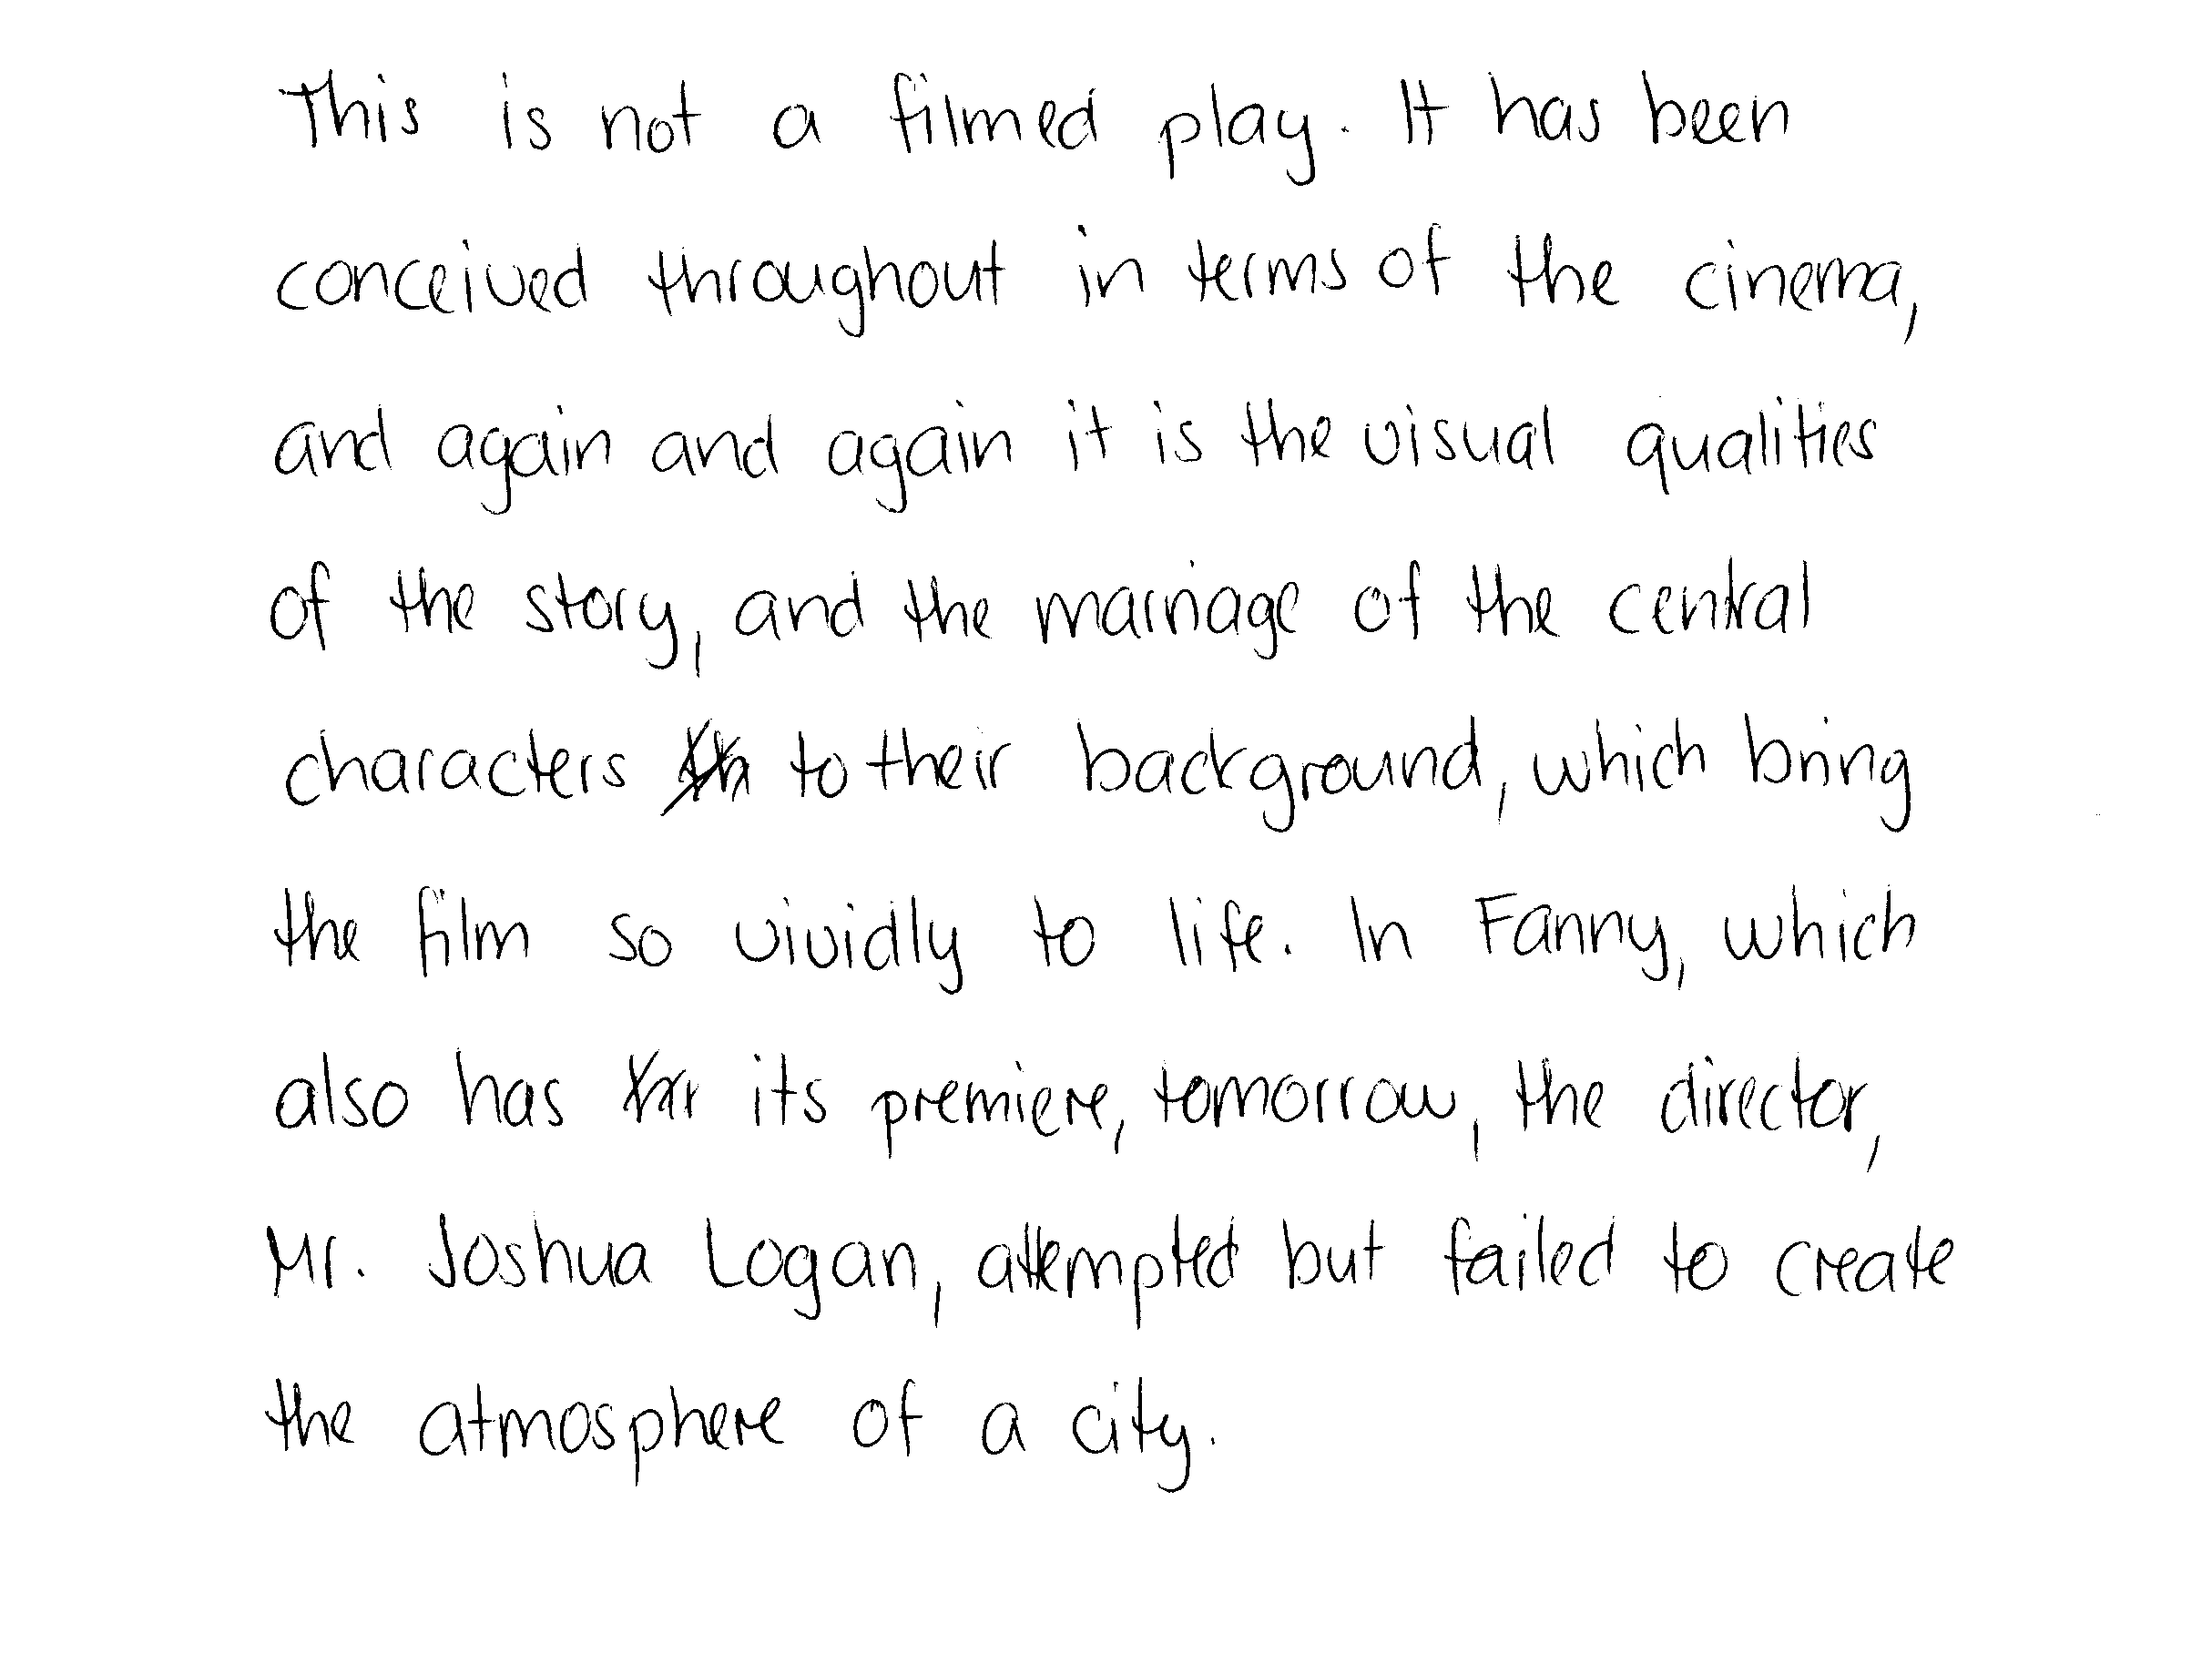 This is not a filmed play. It has been
conceived throughout in terms of the cinema,
and again and again it is the visual qualities
of the story, and the marriage of the central
characters to their background, which bring
the film so vividly to life. In Fanny, which
also has its premiere, tomorrow, the director,
Mr. Joshua Logan, attempted but failed to create
the atmosphere of a city.